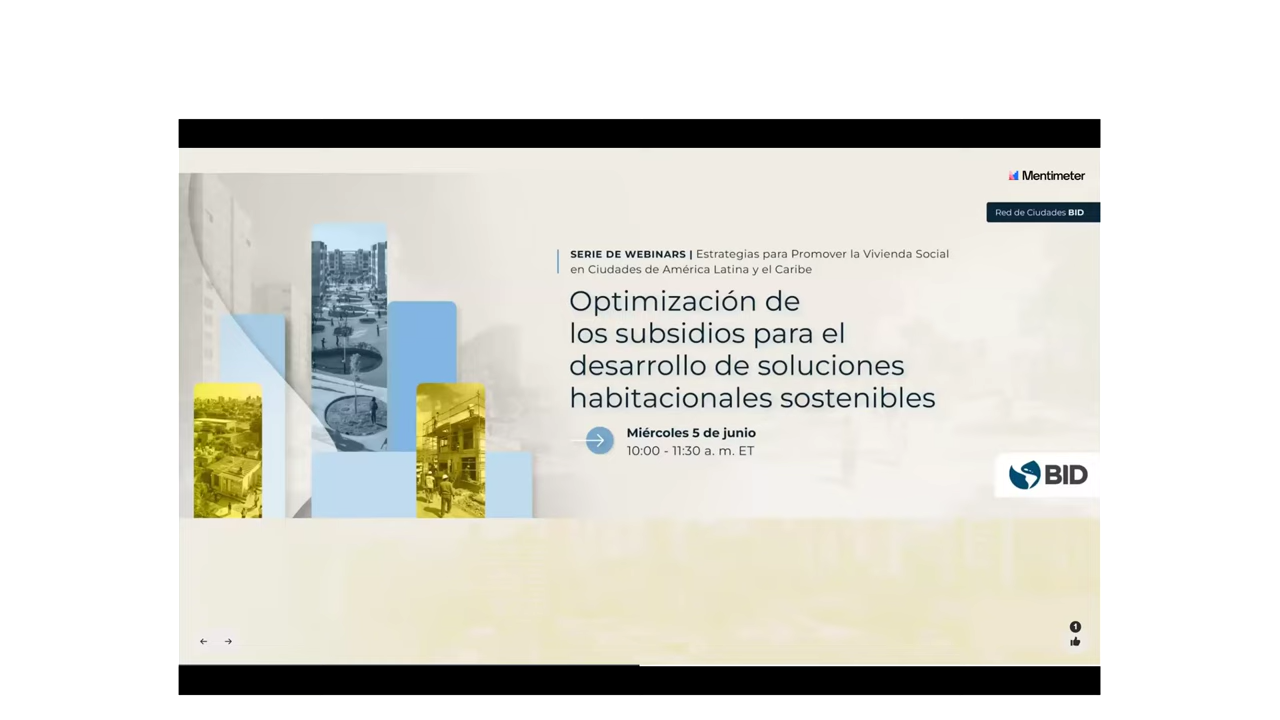 Mentimeter
Red de Ciudades BID
SERIE DE WEBINARS | Estrategias para Promover la Vivienda Social
en Ciudades de América Latina y el Caribe
Optimización de
los subsidios para el
desarrollo de soluciones
habitacionales sostenibles
Miércoles 5 de junio
10:00 - 11:30 a. m. ET
BID
1